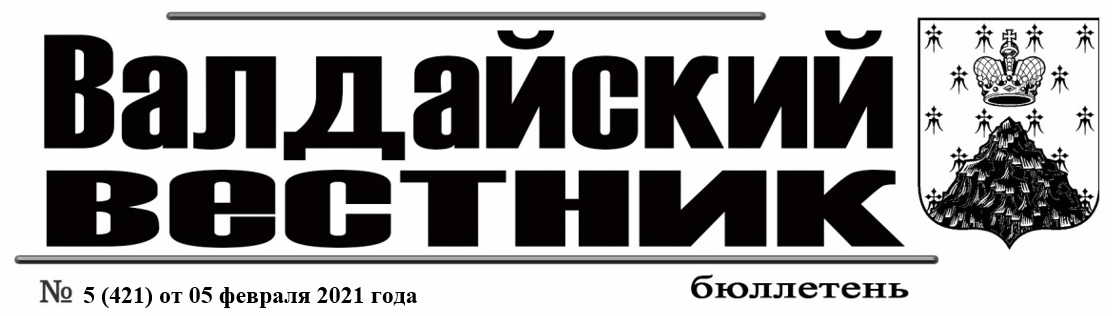 Валдайский
вестник
№ 5 (421) от 05 февраля 2021 года
бюллетень